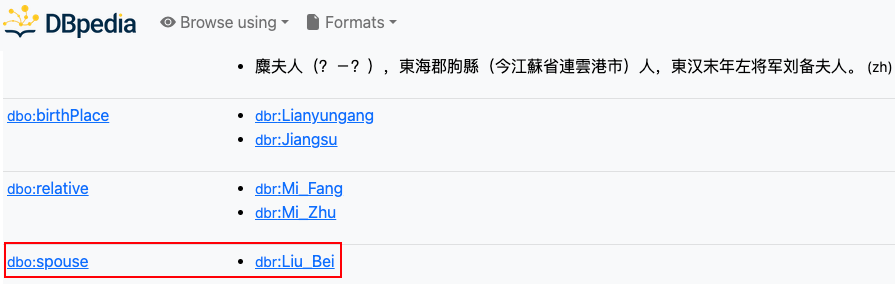 DBpedia Browse using Formats
麋夫人（？－？），東海郡朐縣（今江蘇省連雲港市）人，東汉末年左将军刘备夫人。 (zh)
dbo:birthPlace dbr:Lianyungang
dbr:Jiangsu
dbo:relative dbr:Mi_Fang
dbr:Mi_Zhu
dbo:spouse dbr:Liu_Bei